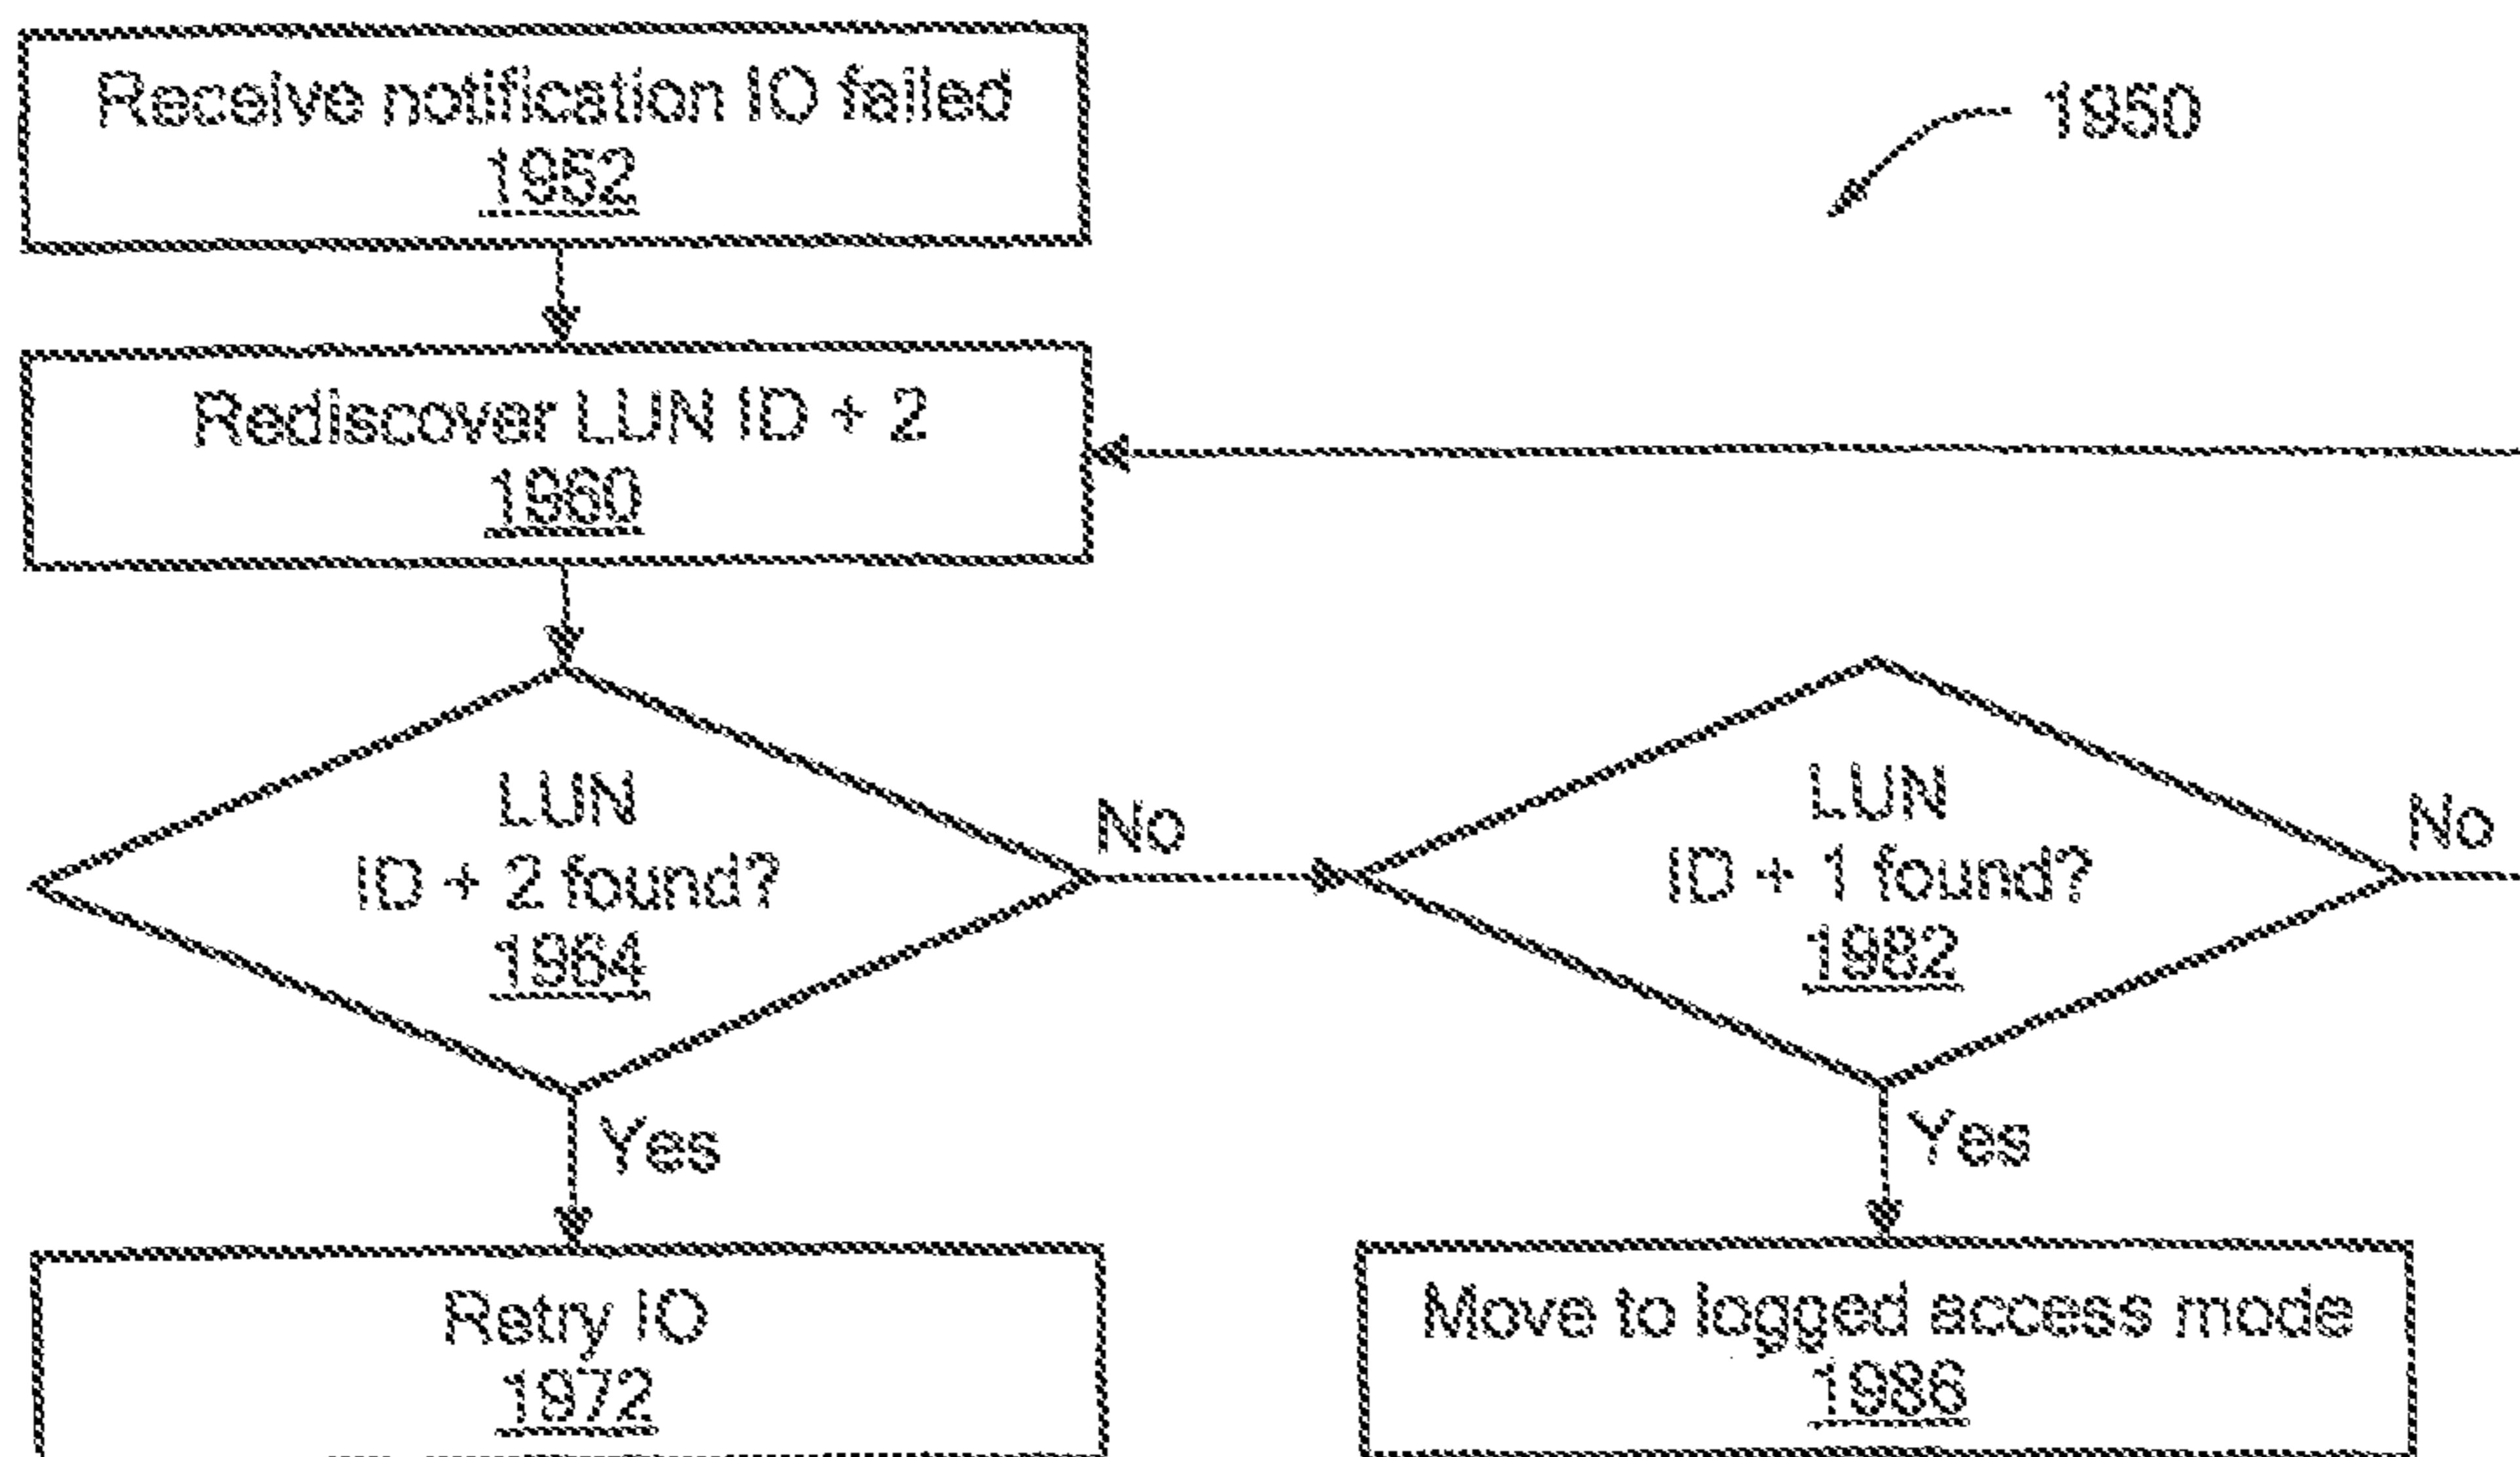 Receive notification IO failed
1952
1950
Rediscover LUN ID + 2
1960
LUN
ID + 2 found?
1964
No
LUN
ID + 1 found?
1982
No
Yes
Yes
Retry IO
1972
Move to logged access mode
1986